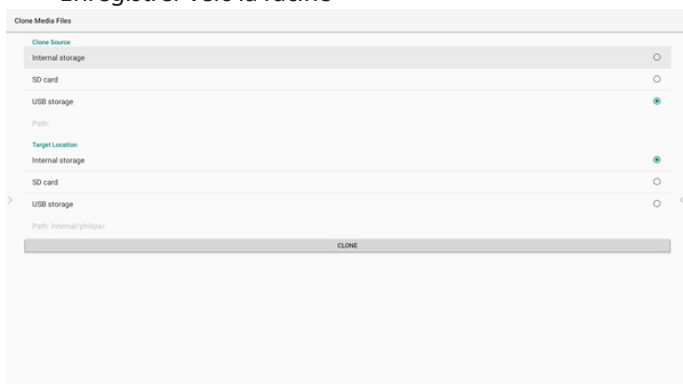 Clone Media Files
Clone Source
Internal storage
SD card
USB storage
Path:
Target Location
Internal storage
SD card
USB storage
Path: Internal/philips/
CLONE